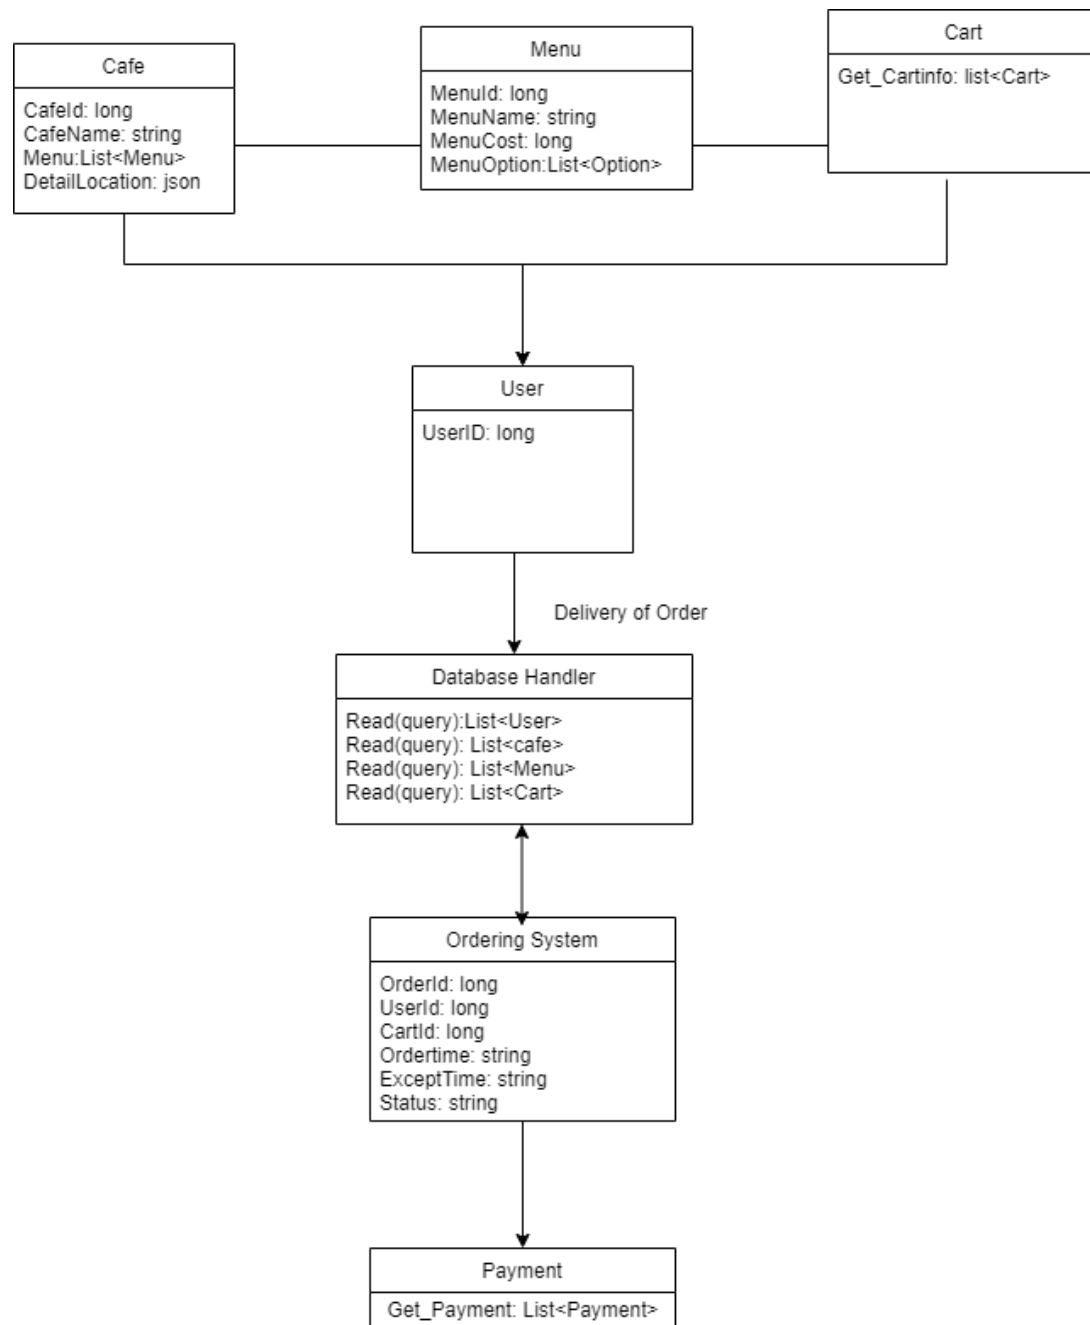 Cafe
CafeId: long
CafeName: string
Menu:List<Menu>
DetailLocation: json
Menu
MenuId: long
MenuName: string
MenuCost: long
MenuOption:List<Option>
Cart
Get_Cartinfo: list<Cart>
User
UserID: long
Delivery of Order
Database Handler
Read(query):List<User>
Read(query): List<cafe>
Read(query): List<Menu>
Read(query): List<Cart>
Ordering System
OrderId: long
UserId: long
CartId: long
Ordertime: string
ExceptTime: string
Status: string
Payment
Get_Payment: List<Payment>